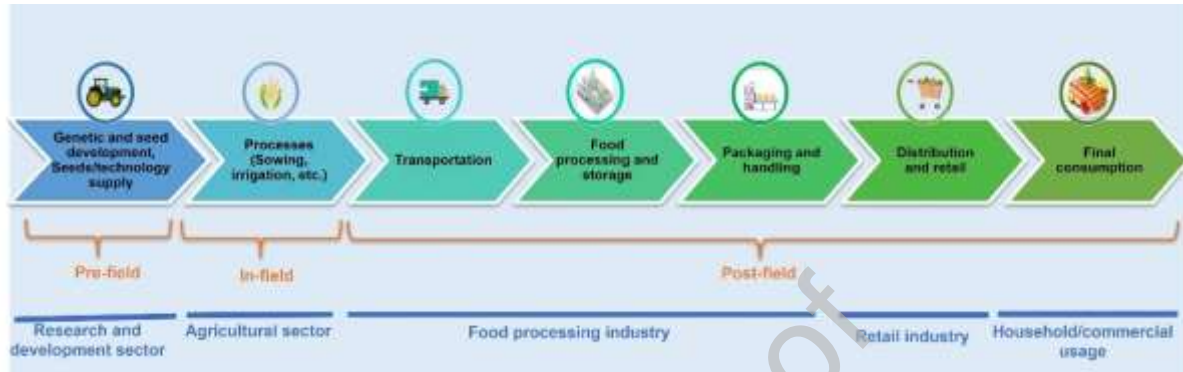 Genetic and seed
development,
Seeds/technology
supply
Processes
(Sowing,
irrigation, etc.)
Transportation
Food
processing and
storage
Packaging and
handling
Distribution
and retail
Final
consumption
Pre-field
In-field
Post-field
Research and
development sector
Agricultural sector
Food processing industry
Retail industry
Household/commercial
usage
of